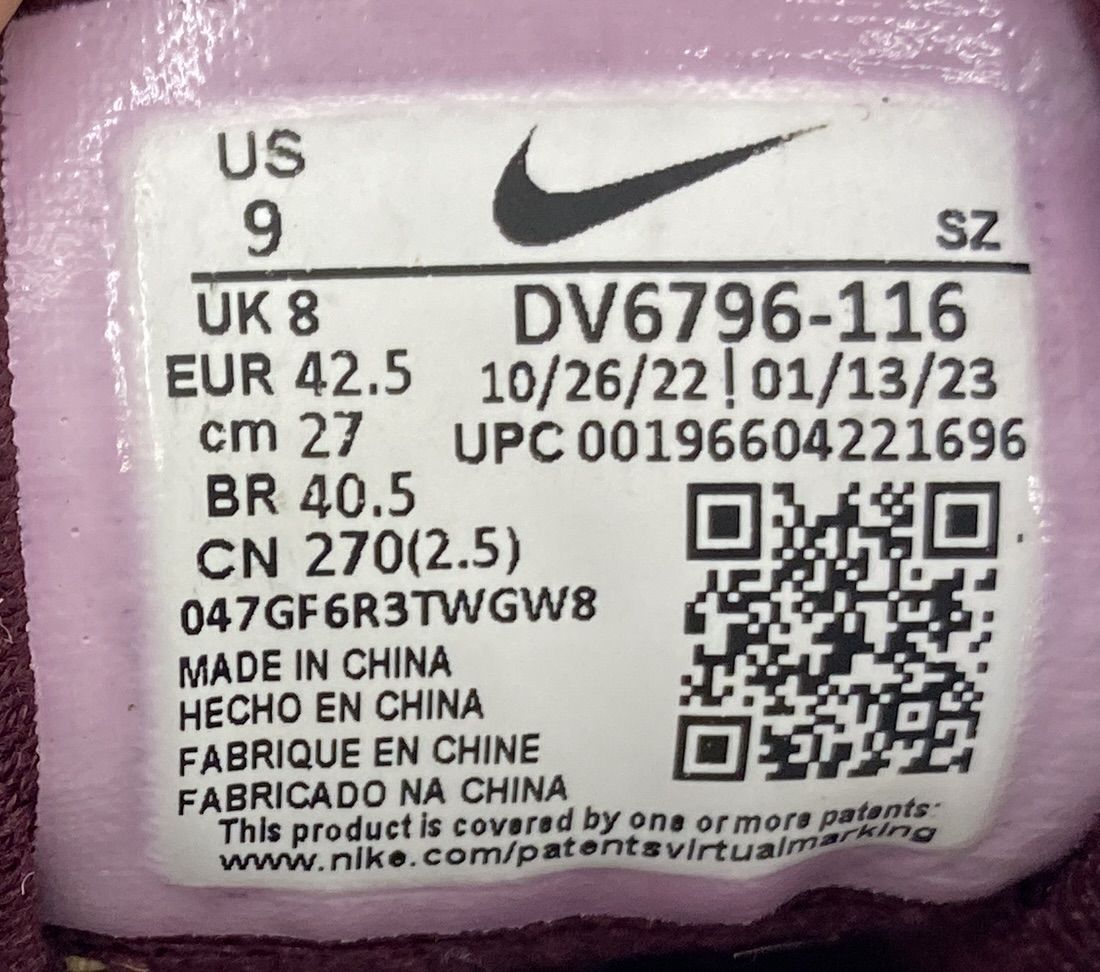 US
9
SZ
UK 8
DV6796-116
EUR 42.5
10/26/22 | 01/13/23
cm 27
UPC 00196604221696
BR 40.5
CN 270(2.5)
047GF6R3TWGW8
MADE IN CHINA
HECHO EN CHINA
FABRIQUE EN CHINE
FABRICADO NA CHINA
This product is covered by one or more patents:
www.nike.com/patentsvirtualmarking